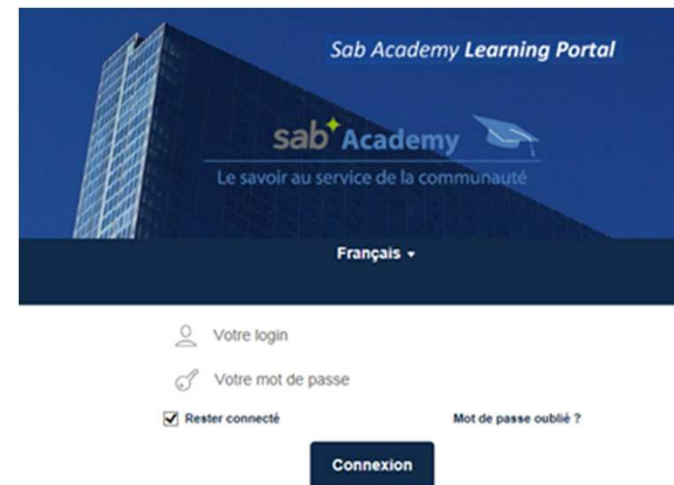 Sab Academy Learning Portal
sab Academy
Le savoir au service de la communauté
Français
Votre login
Votre mot de passe
Rester connecté
Mot de passe oublié ?
Connexion